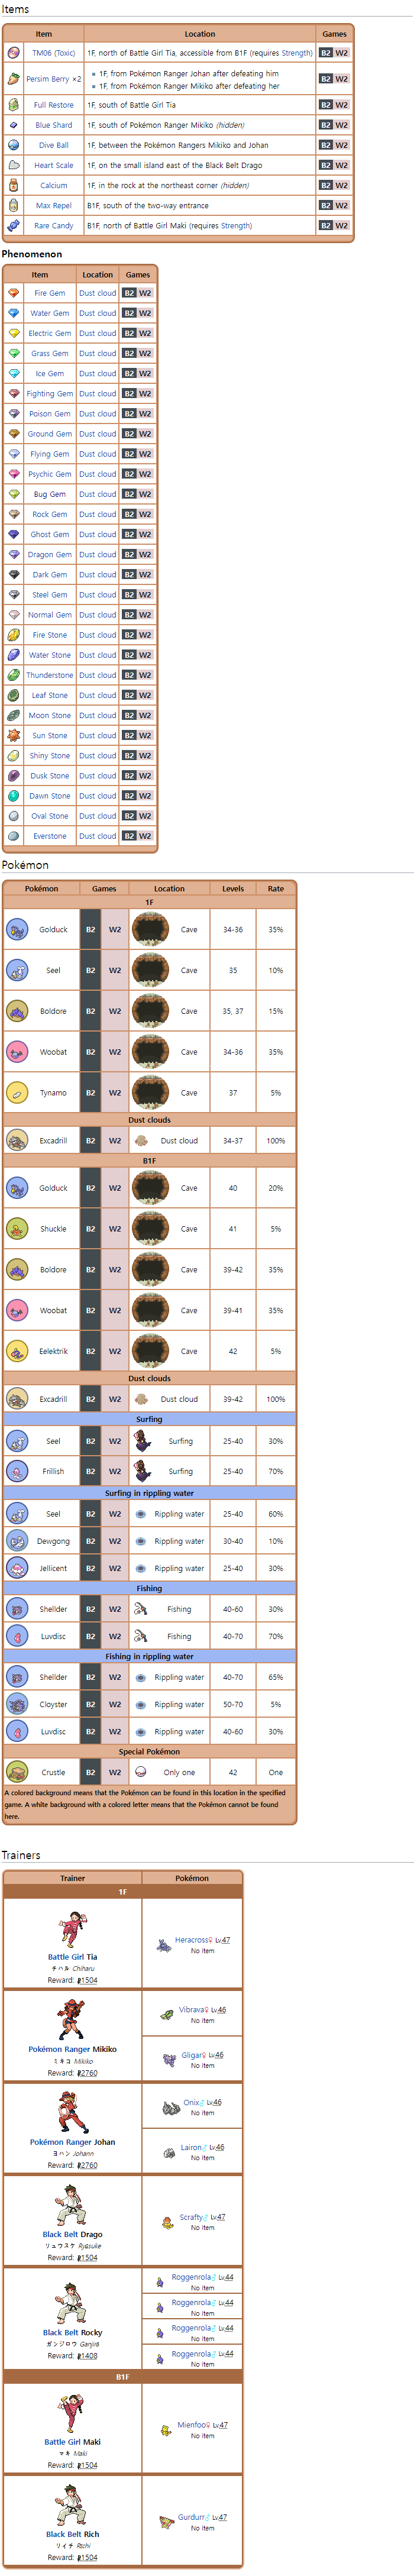 Items
Item Location Games
TM06 (Toxic) 1F, north of Battle Girl Tia, accessible from B1F (requires Strength) B2 W2
Persim Berry ×2 1F, from Pokémon Ranger Johan after defeating him
1F, from Pokémon Ranger Mikiko after defeating her B2 W2
Full Restore 1F, south of Battle Girl Tia B2 W2
Blue Shard 1F, south of Pokémon Ranger Mikiko (hidden) B2 W2
Dive Ball 1F, between the Pokémon Rangers Mikiko and Johan B2 W2
Heart Scale 1F, on the small island east of the Black Belt Drago B2 W2
Calcium 1F, in the rock at the northeast corner (hidden) B2 W2
Max Repel B1F, south of the two-way entrance B2 W2
Rare Candy B1F, north of Battle Girl Maki (requires Strength) B2 W2
Phenomenon
Item Location Games
Fire Gem Dust cloud B2 W2
Water Gem Dust cloud B2 W2
Electric Gem Dust cloud B2 W2
Grass Gem Dust cloud B2 W2
Ice Gem Dust cloud B2 W2
Fighting Gem Dust cloud B2 W2
Poison Gem Dust cloud B2 W2
Ground Gem Dust cloud B2 W2
Flying Gem Dust cloud B2 W2
Psychic Gem Dust cloud B2 W2
Bug Gem Dust cloud B2 W2
Rock Gem Dust cloud B2 W2
Ghost Gem Dust cloud B2 W2
Dragon Gem Dust cloud B2 W2
Dark Gem Dust cloud B2 W2
Steel Gem Dust cloud B2 W2
Normal Gem Dust cloud B2 W2
Fire Stone Dust cloud B2 W2
Water Stone Dust cloud B2 W2
Thunderstone Dust cloud B2 W2
Leaf Stone Dust cloud B2 W2
Moon Stone Dust cloud B2 W2
Sun Stone Dust cloud B2 W2
Shiny Stone Dust cloud B2 W2
Dusk Stone Dust cloud B2 W2
Dawn Stone Dust cloud B2 W2
Oval Stone Dust cloud B2 W2
Everstone Dust cloud B2 W2
Pokémon
Pokémon Games Location Levels Rate
1F
Golduck B2 W2 Cave 34-36 35%
Seel B2 W2 Cave 35 10%
Boldore B2 W2 Cave 35, 37 15%
Woobat B2 W2 Cave 34-36 35%
Tynamo B2 W2 Cave 37 5%
Dust clouds
Excadrill B2 W2 Dust cloud 34-37 100%
B1F
Golduck B2 W2 Cave 40 20%
Shuckle B2 W2 Cave 41 5%
Boldore B2 W2 Cave 39-42 35%
Woobat B2 W2 Cave 39-41 35%
Eelektrik B2 W2 Cave 42 5%
Dust clouds
Excadrill B2 W2 Dust cloud 39-42 100%
Surfing
Seel B2 W2 Surfing 25-40 30%
Frillish B2 W2 Surfing 25-40 70%
Surfing in rippling water
Seel B2 W2 Rippling water 25-40 60%
Dewgong B2 W2 Rippling water 30-40 10%
Jellicent B2 W2 Rippling water 25-40 30%
Fishing
Shellder B2 W2 Fishing 40-60 30%
Luvdisc B2 W2 Fishing 40-70 70%
Fishing in rippling water
Shellder B2 W2 Rippling water 40-70 65%
Cloyster B2 W2 Rippling water 50-70 5%
Luvdisc B2 W2 Rippling water 40-60 30%
Special Pokémon
Crustle B2 W2 Only one 42 One
A colored background means that the Pokémon can be found in this location in the specified
game. A white background with a colored letter means that the Pokémon cannot be found
here.
Trainers
Trainer Pokémon
1F
Battle Girl Tia
チハル Chiharu
Reward: 1504
Heracross♀ Lv.47
No item
Pokémon Ranger Mikiko
ミキコ Mikiko
Reward: 2760
Vibrava♀ Lv.46
No item
Gligar♀ Lv.46
No item
Pokémon Ranger Johan
ヨハン Johann
Reward: 2760
Onix♂ Lv.46
No item
Lairon♂ Lv.46
No item
Black Belt Drago
リュウスケ Ryūsuke
Reward: 1504
Scrafty♂ Lv.47
No item
Black Belt Rocky
ガンジロウ Ganjirō
Reward: 1408
Roggenrola♂ Lv.44
No item
Roggenrola♂ Lv.44
No item
Roggenrola♂ Lv.44
No item
Roggenrola♂ Lv.44
No item
B1F
Battle Girl Maki
マキ Maki
Reward: 1504
Mienfoo♀ Lv.47
No item
Black Belt Rich
リイチ Riichi
Reward: 1504
Gurdurr♂ Lv.47
No item